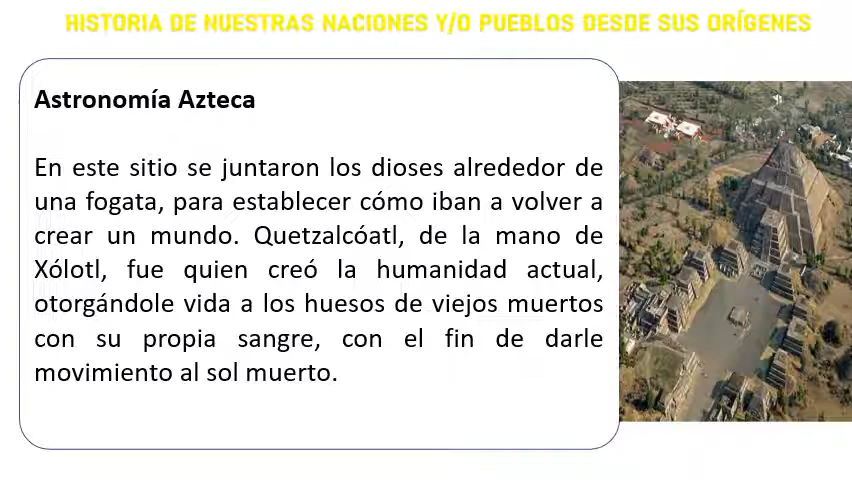 HISTORIA DE NUESTRAS NACIONES Y/O PUEBLOS DESDE SUS ORÍGENES
Astronomía Azteca
En este sitio se juntaron los dioses alrededor de
una fogata, para establecer cómo iban a volver a
crear un mundo. Quetzalcóatl, de la mano de
Xólotl, fue quien creó la humanidad actual,
otorgándole vida a los huesos de viejos muertos
con su propia sangre, con el fin de darle
movimiento al sol muerto.